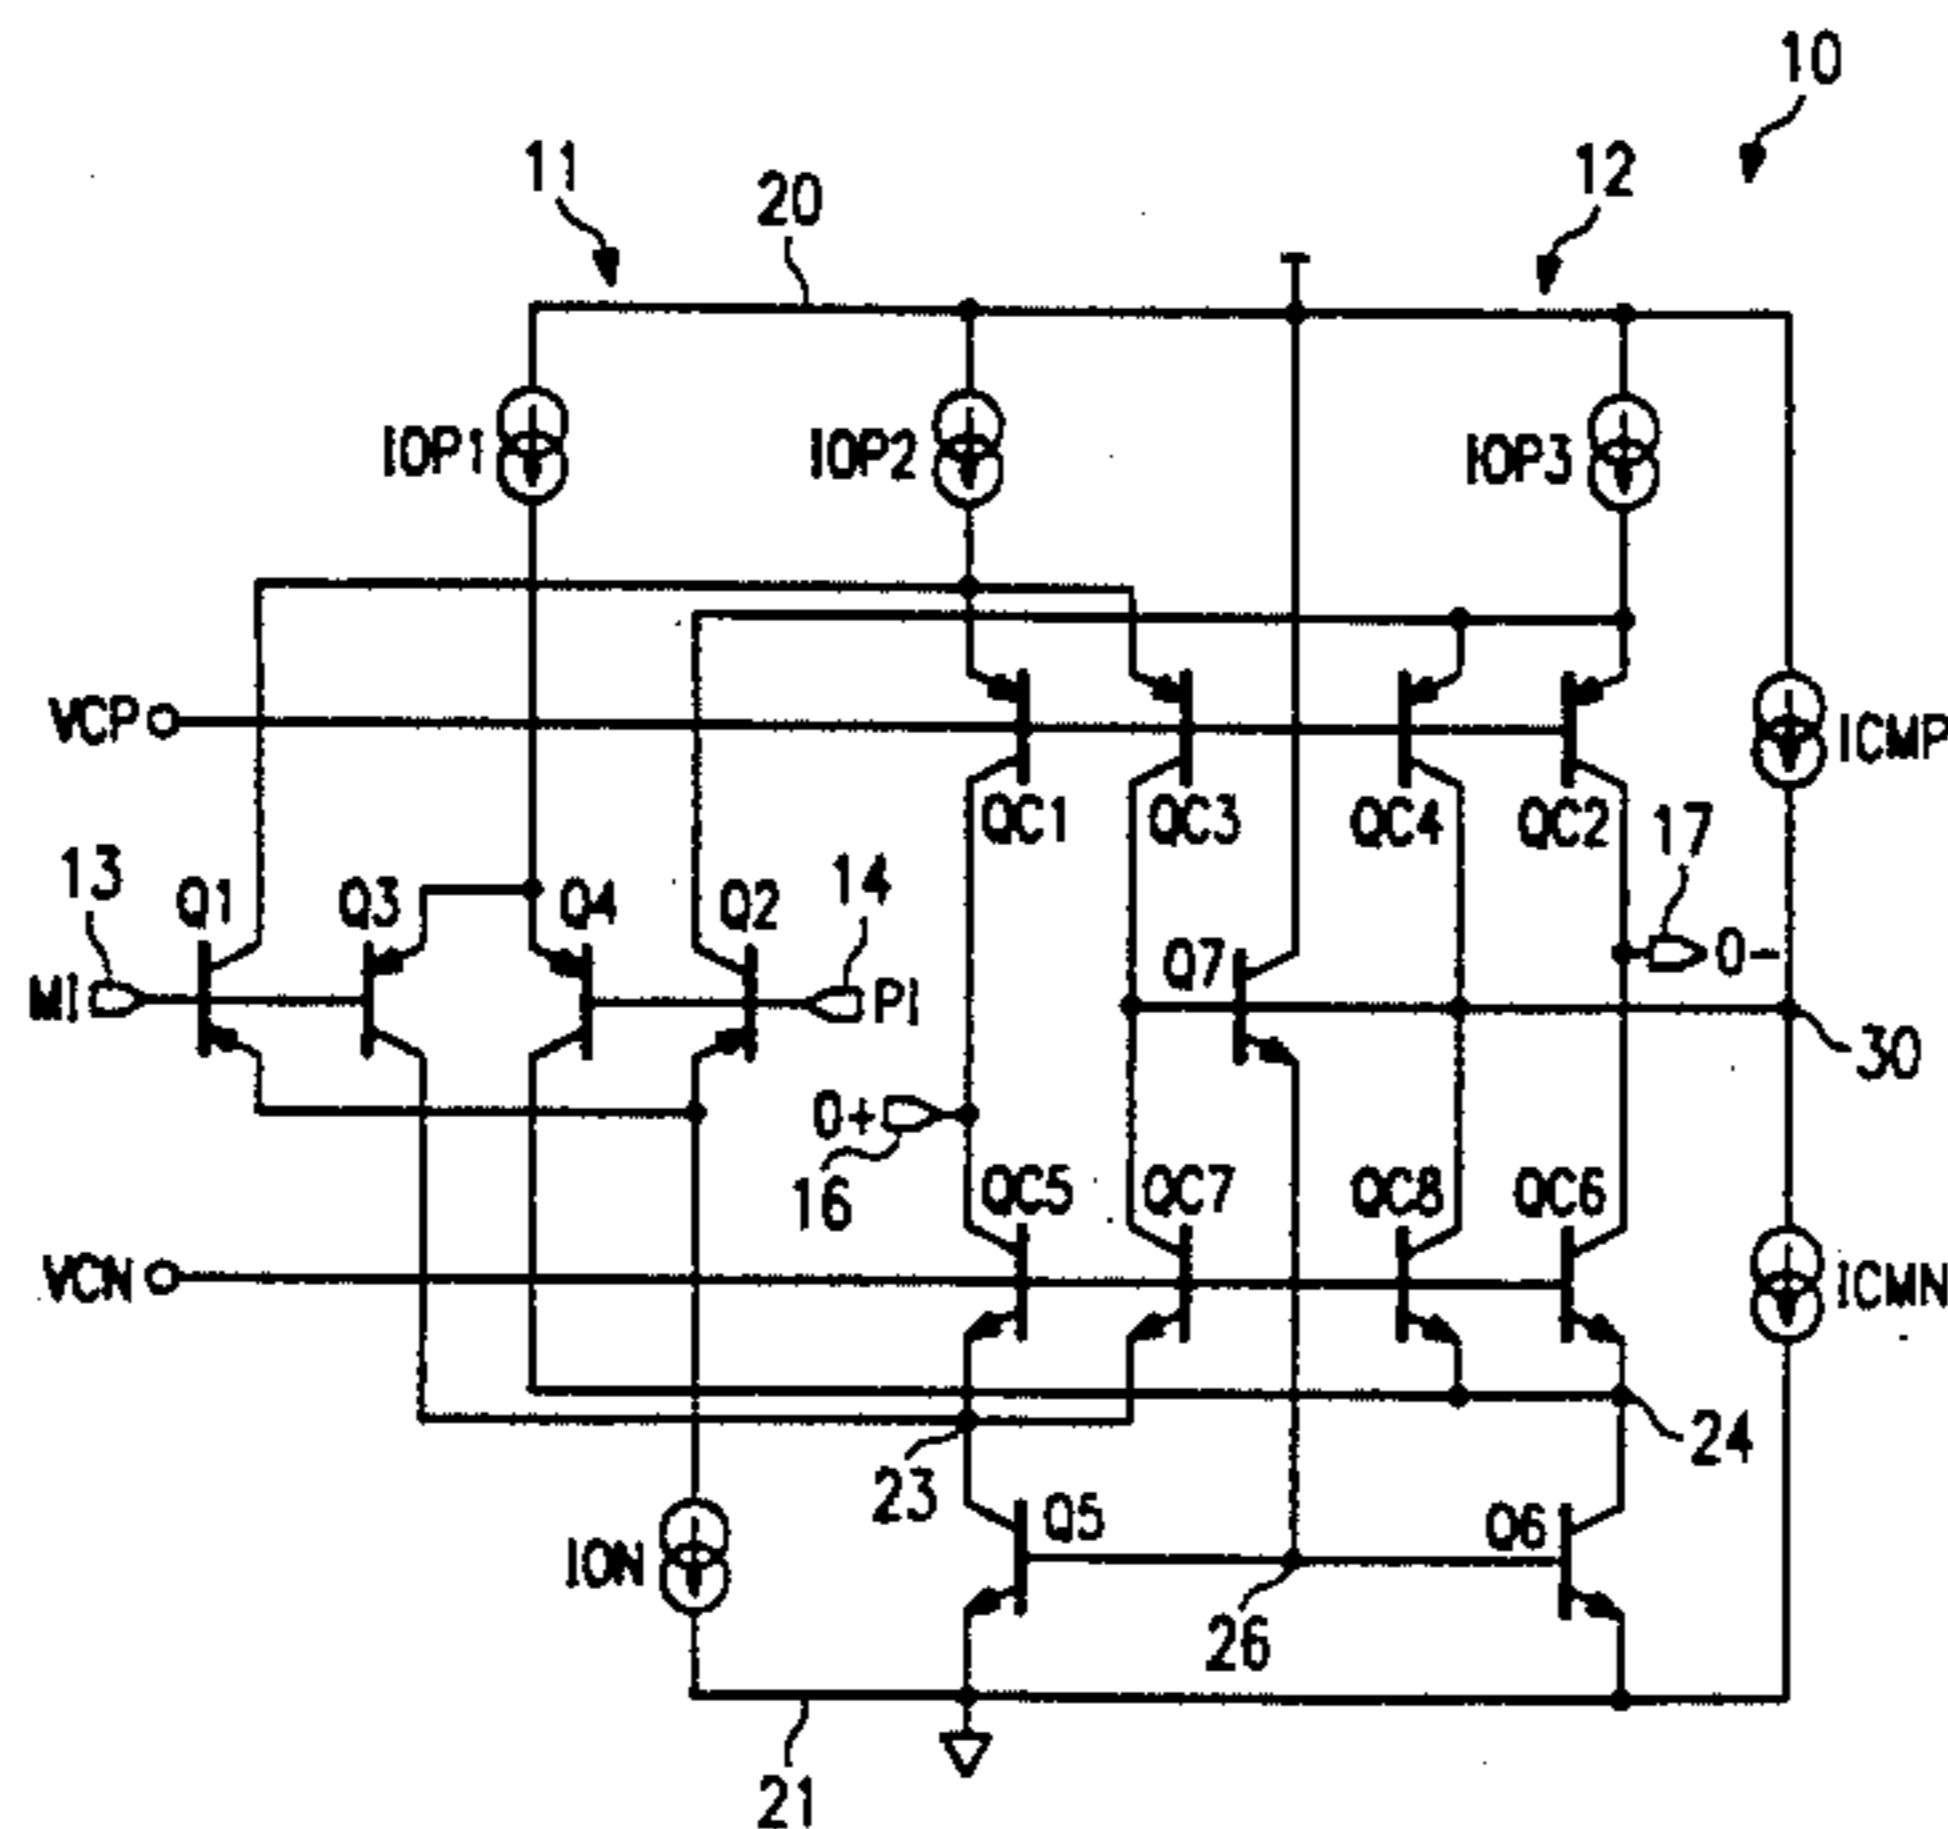 10
11
20
12
IOP1
IOP2
IOP3
VCP
ICMP
QC1
QC3
QC4
QC2
17
13
Q1
Q3
Q4
Q2
14
Q7
O-
MI
PI
30
O+
16
QC5
QC7
QC8
QC6
VCN
ICMN
24
23
ION
Q5
Q6
26
21